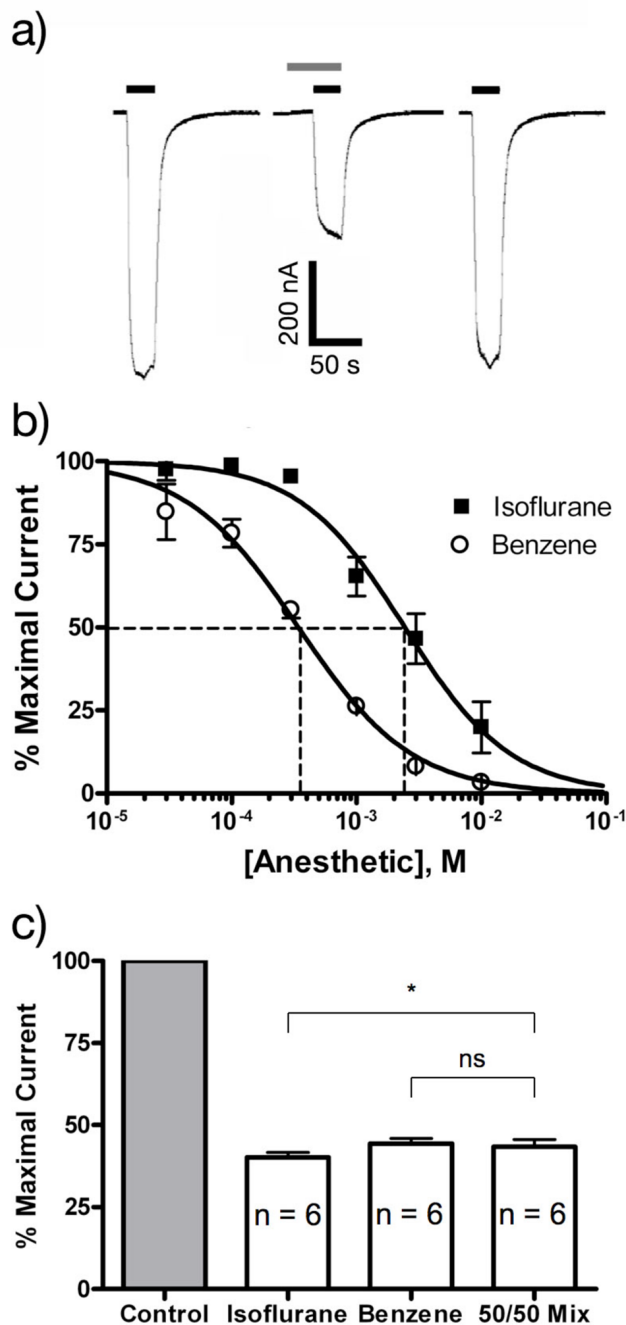 a)
200 nA
50 s
b)
% Maximal Current
100
75
50
25
0
Isoflurane
Benzene
10-5
10-4
10-3
10-2
10-1
[Anesthetic], M
c)
% Maximal Current
100
75
50
25
0
*
ns
n = 6
n = 6
n = 6
Control Isoflurane Benzene 50/50 Mix